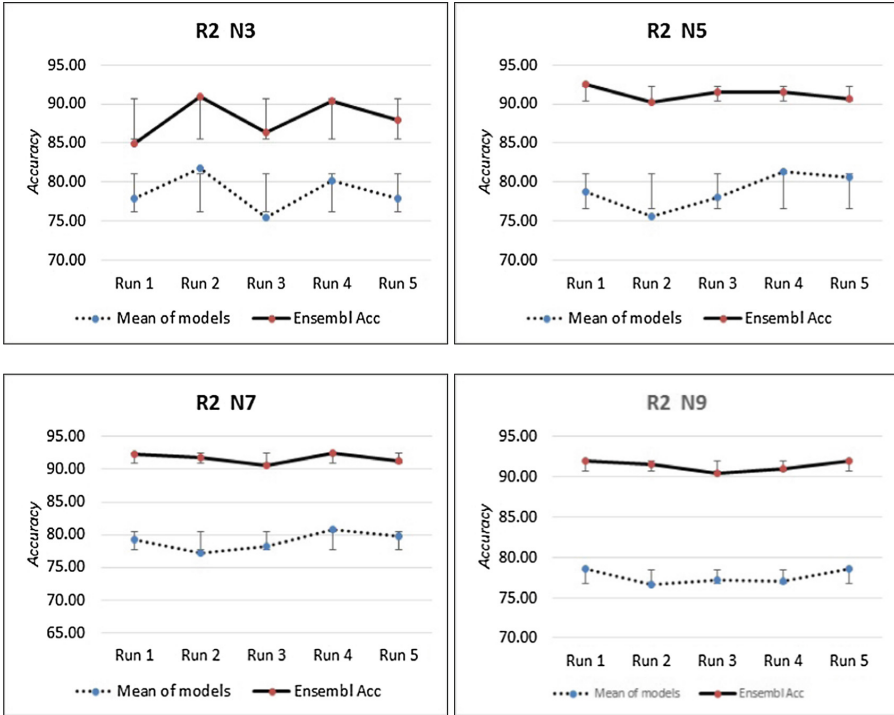 R2 N3
95.00
90.00
85.00
80.00
75.00
70.00
Accuracy
Run 1 Run 2 Run 3 Run 4 Run 5
Mean of models Ensembl Acc
R2 N5
95.00
90.00
85.00
80.00
75.00
70.00
Accuracy
Run 1 Run 2 Run 3 Run 4 Run 5
Mean of models Ensembl Acc
R2 N7
95.00
90.00
85.00
80.00
75.00
70.00
65.00
Accuracy
Run 1 Run 2 Run 3 Run 4 Run 5
Mean of models Ensembl Acc
R2 N9
95.00
90.00
85.00
80.00
75.00
70.00
Accuracy
Run 1 Run 2 Run 3 Run 4 Run 5
Mean of models Ensembl Acc